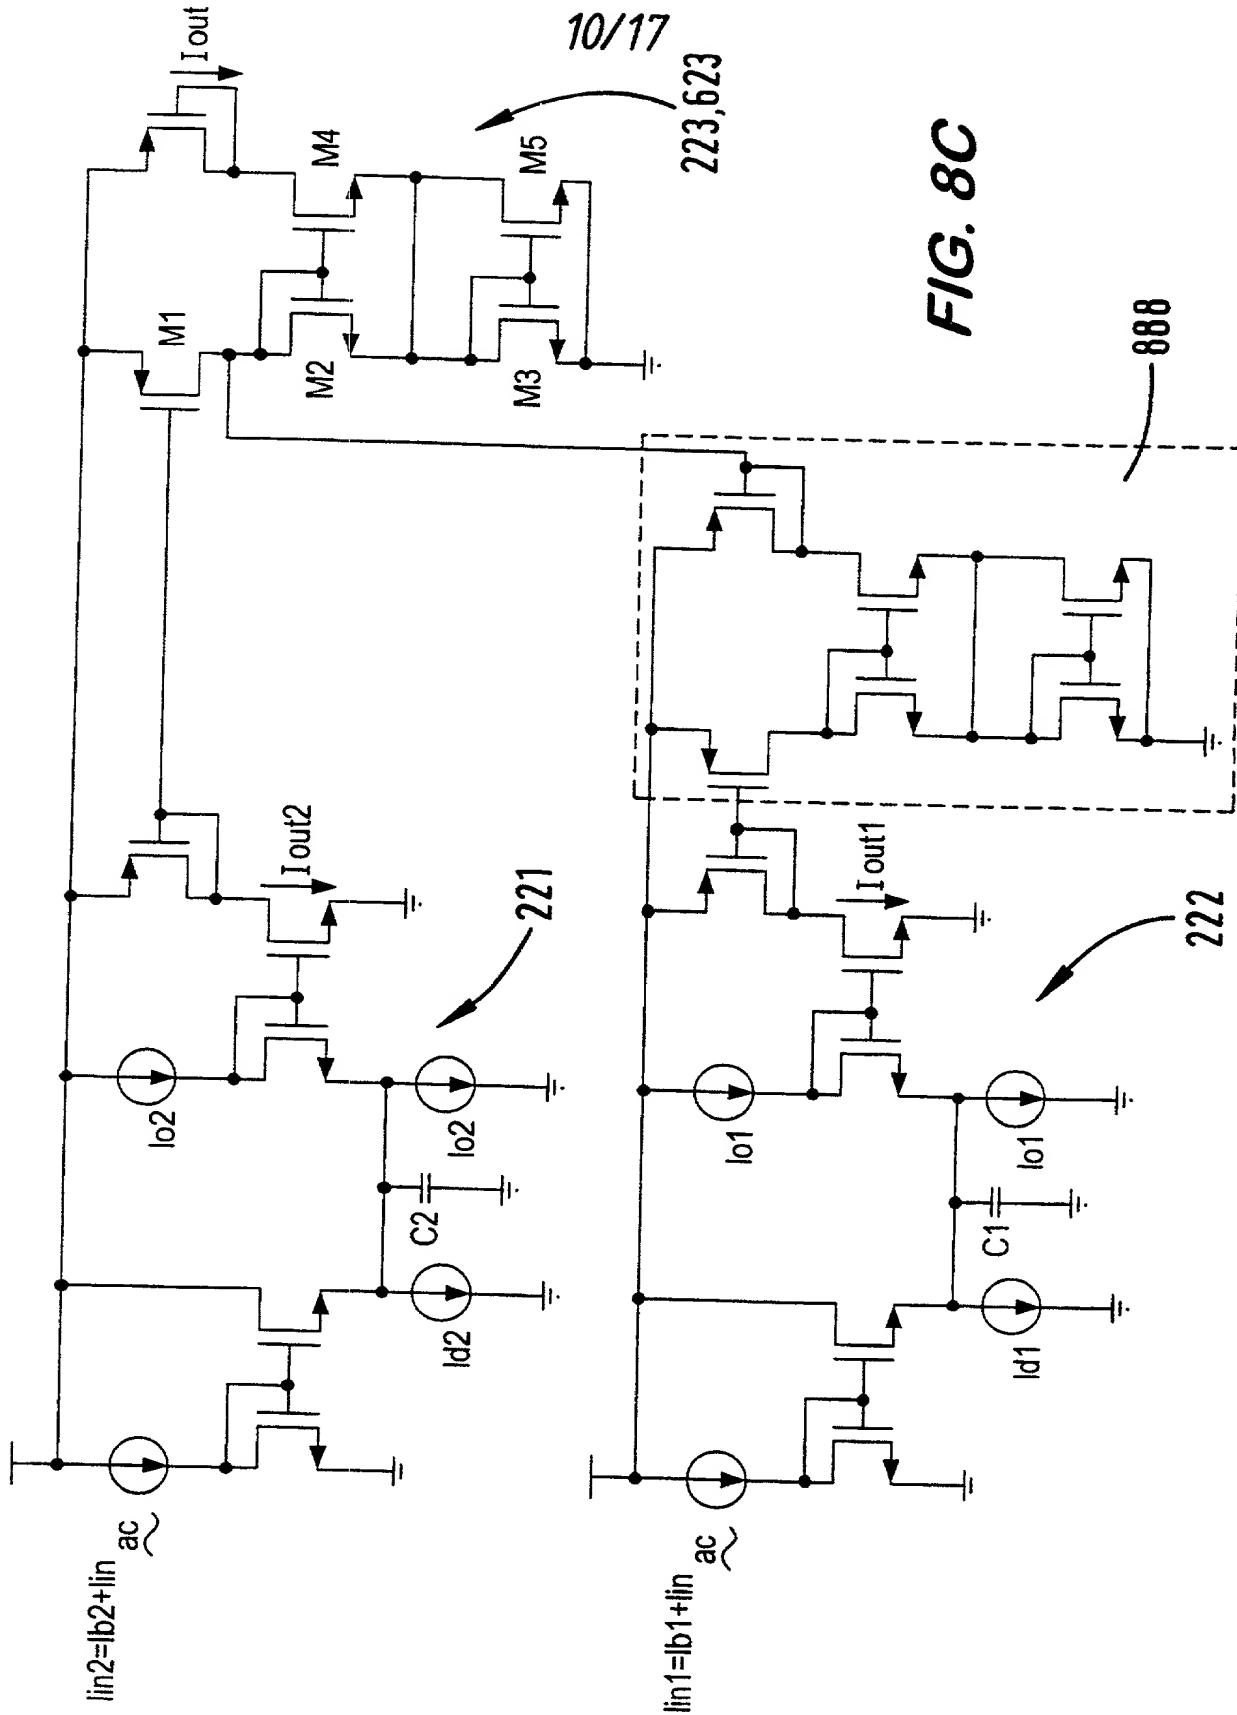 10/17
Iout
223,623
M4
M5
M1
M2
M3
FIG. 8C
888
Iout2
221
Io2
Io2
C2
Id2
Iin2=Ib2+Iin
ac
Iout1
222
Io1
Io1
C1
Id1
Iin1=Ib1+Iin
ac